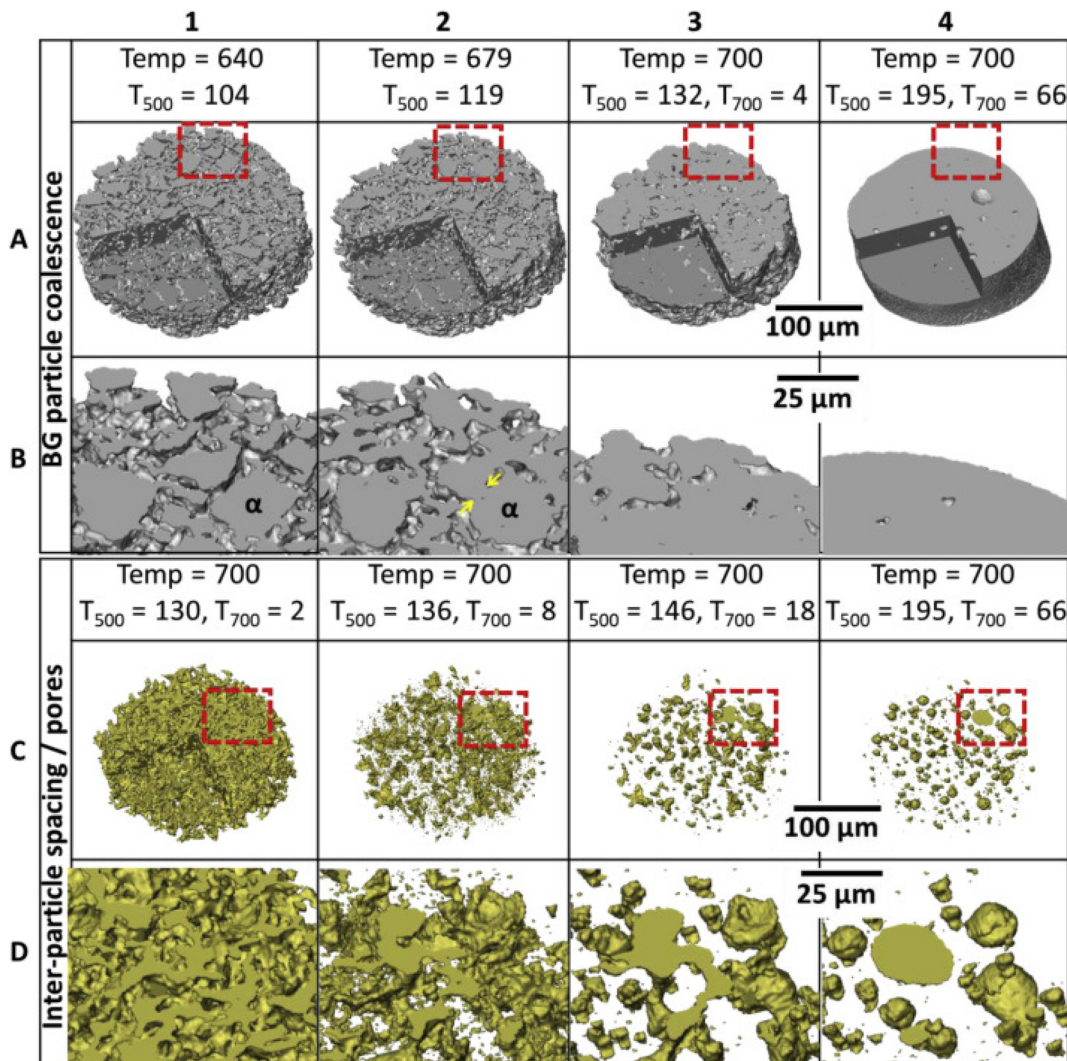 1 2 3 4
Temp = 640 Temp = 679 Temp = 700 Temp = 700
T500 = 104 T500 = 119 T500 = 132, T700 = 4 T500 = 195, T700 = 66
BG particle coalescence
A
100 µm
25 µm
B
α α
Temp = 700 Temp = 700 Temp = 700 Temp = 700
T500 = 130, T700 = 2 T500 = 136, T700 = 8 T500 = 146, T700 = 18 T500 = 195, T700 = 66
Inter-particle spacing / pores
C
100 µm
25 µm
D